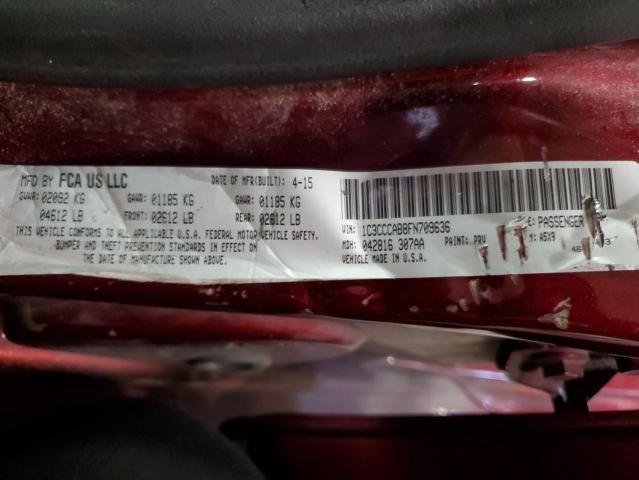 MFD BY FCA US LLC
DATE OF MFR(BUILT): 4-15
GVWR: 02092 KG
GAWR: 01185 KG
GAWR: 01185 KG
04612 LB
FRONT: 02612 LB
REAR: 02612 LB
THIS VEHICLE CONFORMS TO ALL APPLICABLE U.S.A. FEDERAL MOTOR VEHICLE SAFETY,
BUMPER AND THEFT PREVENTION STANDARDS IN EFFECT ON
THE DATE OF MANUFACTURE SHOWN ABOVE.
VIN: 1C3CCCAB8FN709636
PASSENGER
MDH: 042816 307AA
PAINT: PRV
M: ASX9
VEHICLE MADE IN U.S.A.